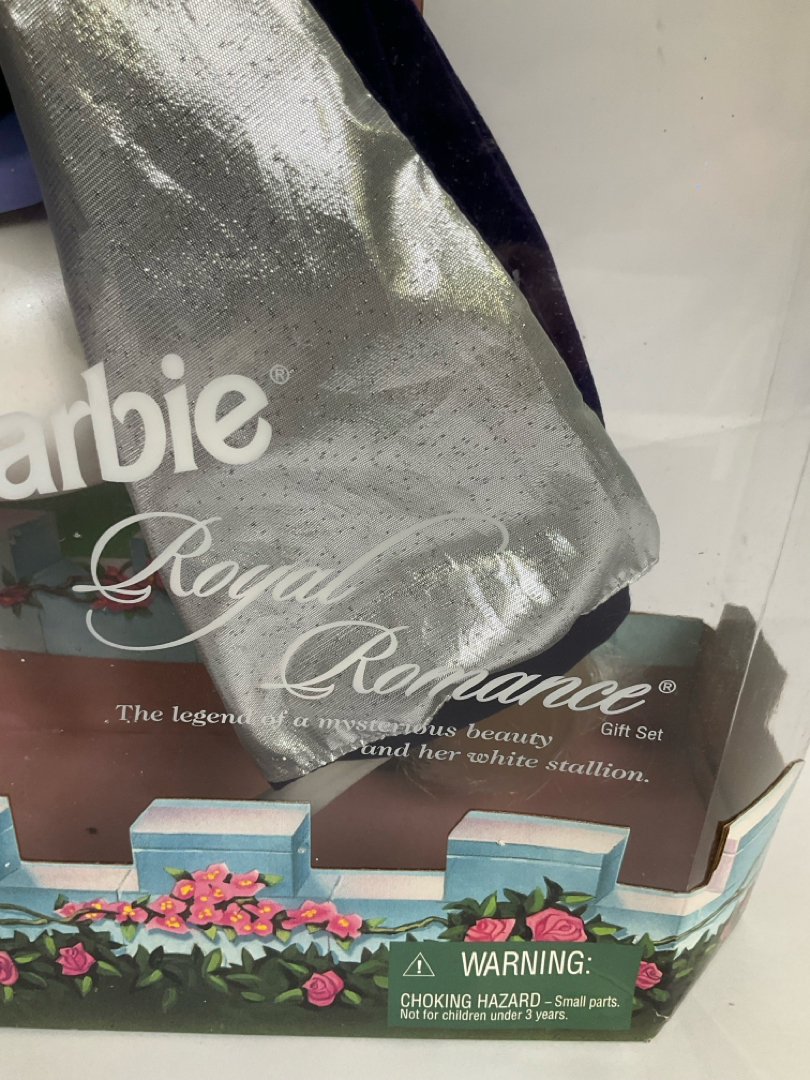 arbie®
Royal
Romance®
Gift Set
The legend of a mysterious beauty
and her white stallion.
⚠ WARNING:
CHOKING HAZARD – Small parts.
Not for children under 3 years.